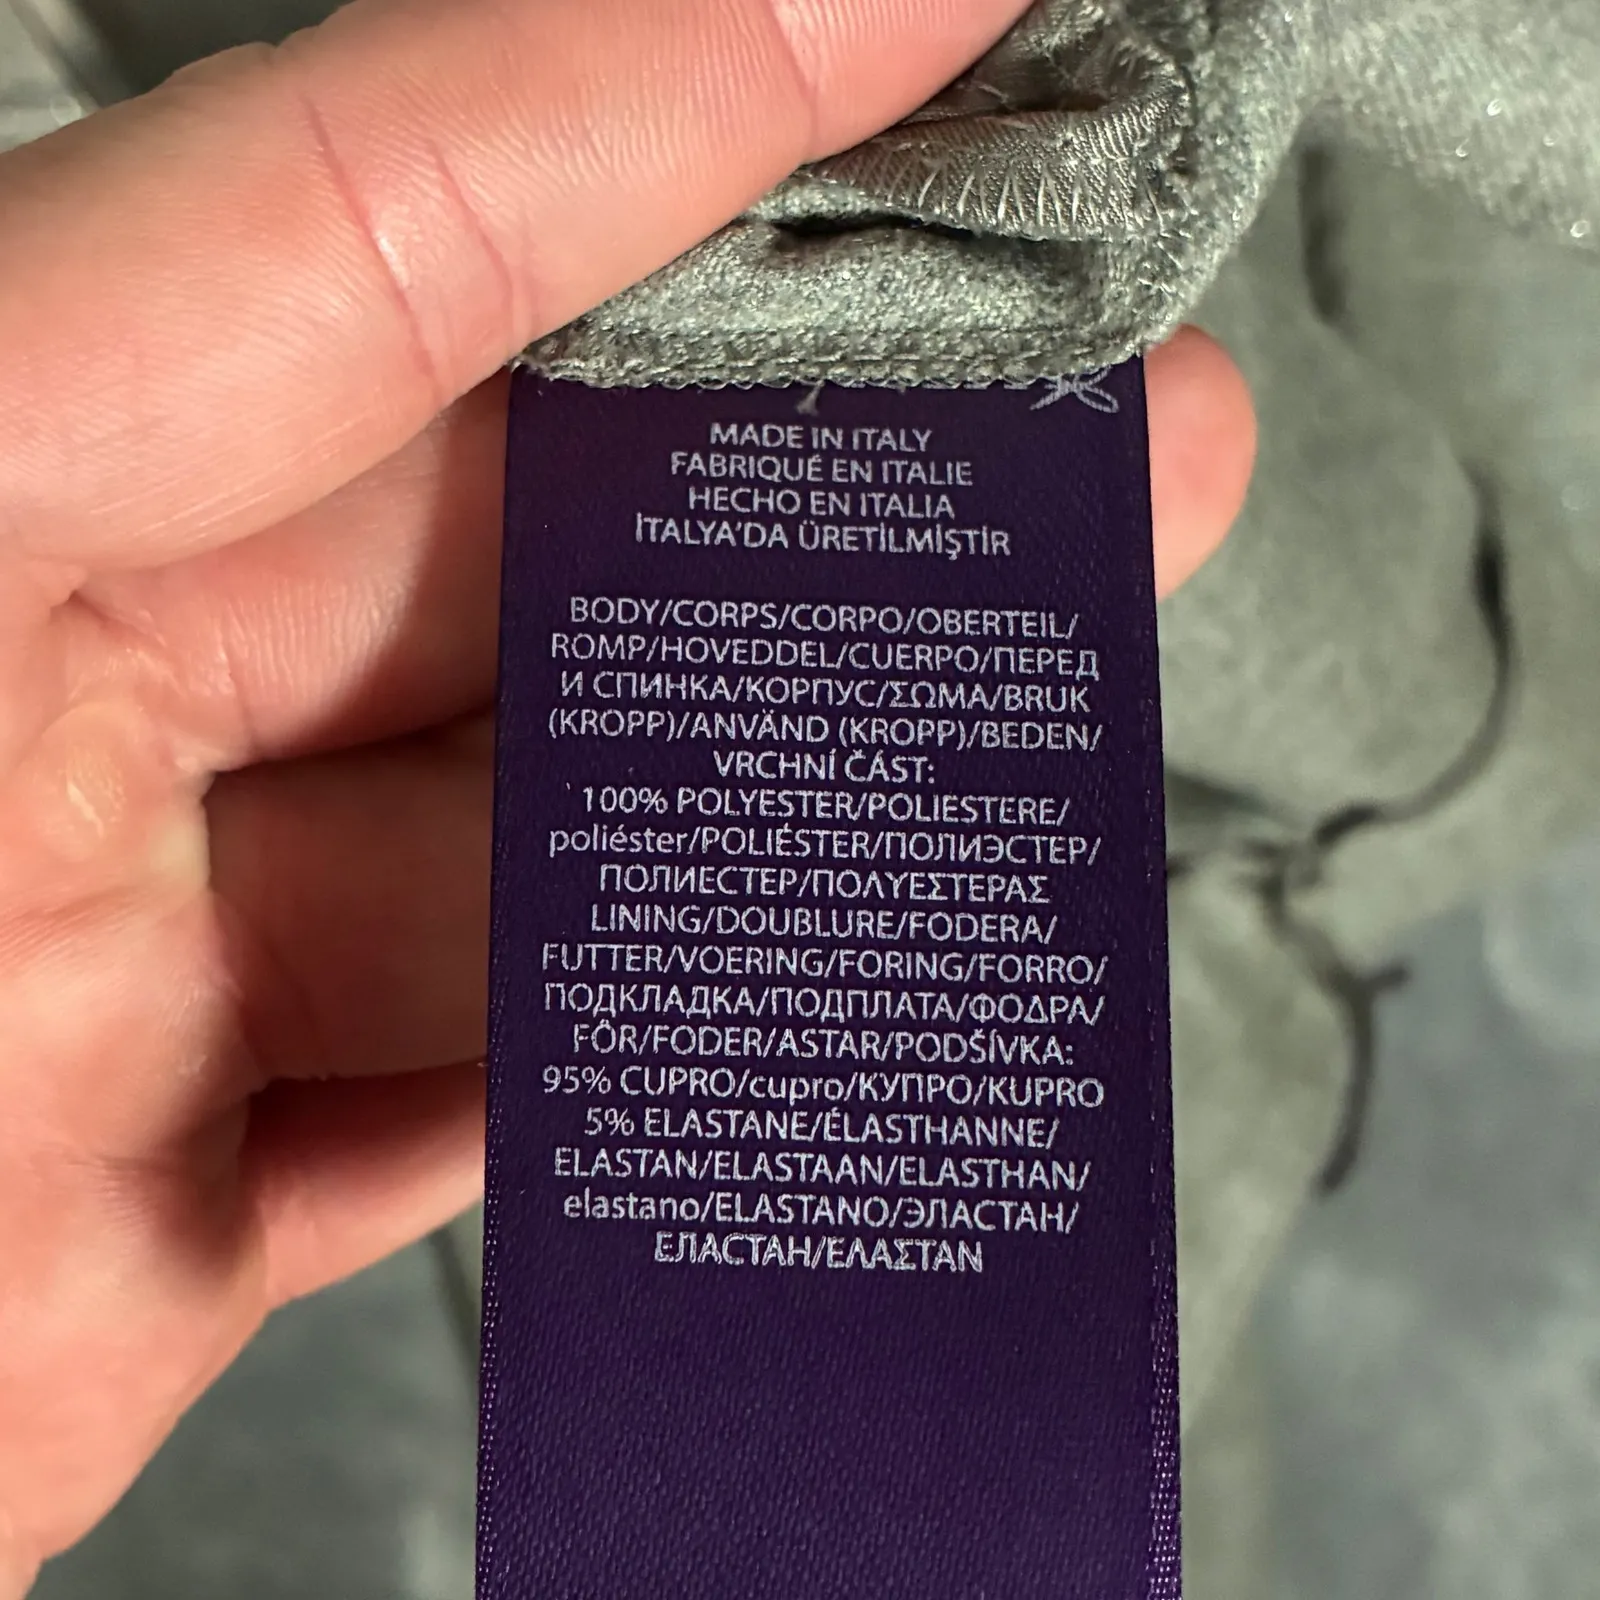 MADE IN ITALY
FABRIQUÉ EN ITALIE
HECHO EN ITALIA
İTALYA'DA ÜRETİLMİŞTİR
BODY/CORPS/CORPO/OBERTEIL/
ROMP/HOVEDDEL/CUERPO/ПЕРЕД
И СПИНКА/КОРПУС/ΣΩΜΑ/BRUK
(KROPP)/ANVÄND (KROPP)/BEDEN/
VRCHNÍ ČÁST:
100% POLYESTER/POLIESTERE/
poliéster/POLIÉSTER/ПОЛИЭСТЕР/
ПОЛИЕСТЕР/ΠΟΛΥΕΣΤΕΡΑΣ
LINING/DOUBLURE/FODERA/
FUTTER/VOERING/FORING/FORRO/
ПОДКЛАДКА/ПОДПЛАТА/ΦΟΔΡΑ/
FÔR/FODER/ASTAR/PODŠÍVKA:
95% CUPRO/cupro/КУПРО/KUPRO
5% ELASTANE/ÉLASTHANNE/
ELASTAN/ELASTAAN/ELASTHAN/
elastano/ELASTANO/ЭЛАСТАН/
ЕЛАСТАН/ΕΛΑΣΤΑΝ